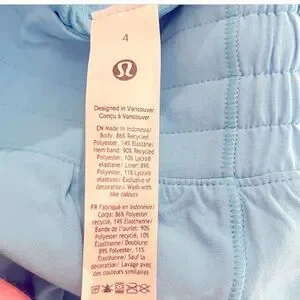 4
Designed in Vancouver
Conçu à Vancouver
EN Made in Indonesia/
Body: 86% Recycled
Polyester, 14% Elastane/
Hem band: 90% Recycled
Polyester, 10% Lycra®
elastane/ Liner: 89%
Polyester, 11% Lycra®
elastane/ Exclusive of
decoration/ Wash with
like colours
FR Fabriqué en Indonésie/
Corps: 86% Polyester
recyclé, 14% Élasthanne/
Bande de l'ourlet: 90%
Polyester recyclé, 10%
Élasthanne/ Doublure:
89% Polyester, 11%
Élasthanne/ Sauf la
décoration/ Lavage avec
des couleurs similaires